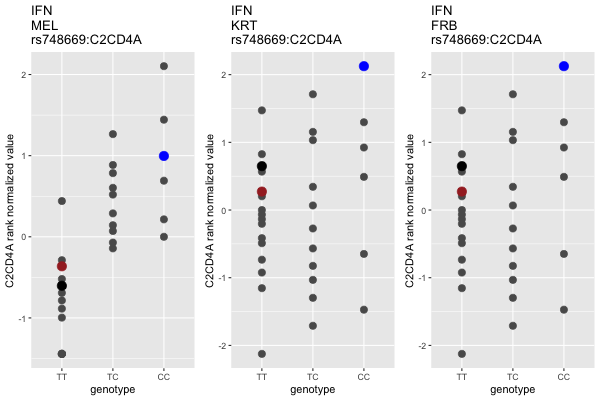 IFN
MEL
rs748669:C2CD4A
C2CD4A rank normalized value
2
1
0
-1
TT
TC
CC
genotype
IFN
KRT
rs748669:C2CD4A
C2CD4A rank normalized value
2
1
0
-1
-2
TT
TC
CC
genotype
IFN
FRB
rs748669:C2CD4A
C2CD4A rank normalized value
2
1
0
-1
-2
TT
TC
CC
genotype